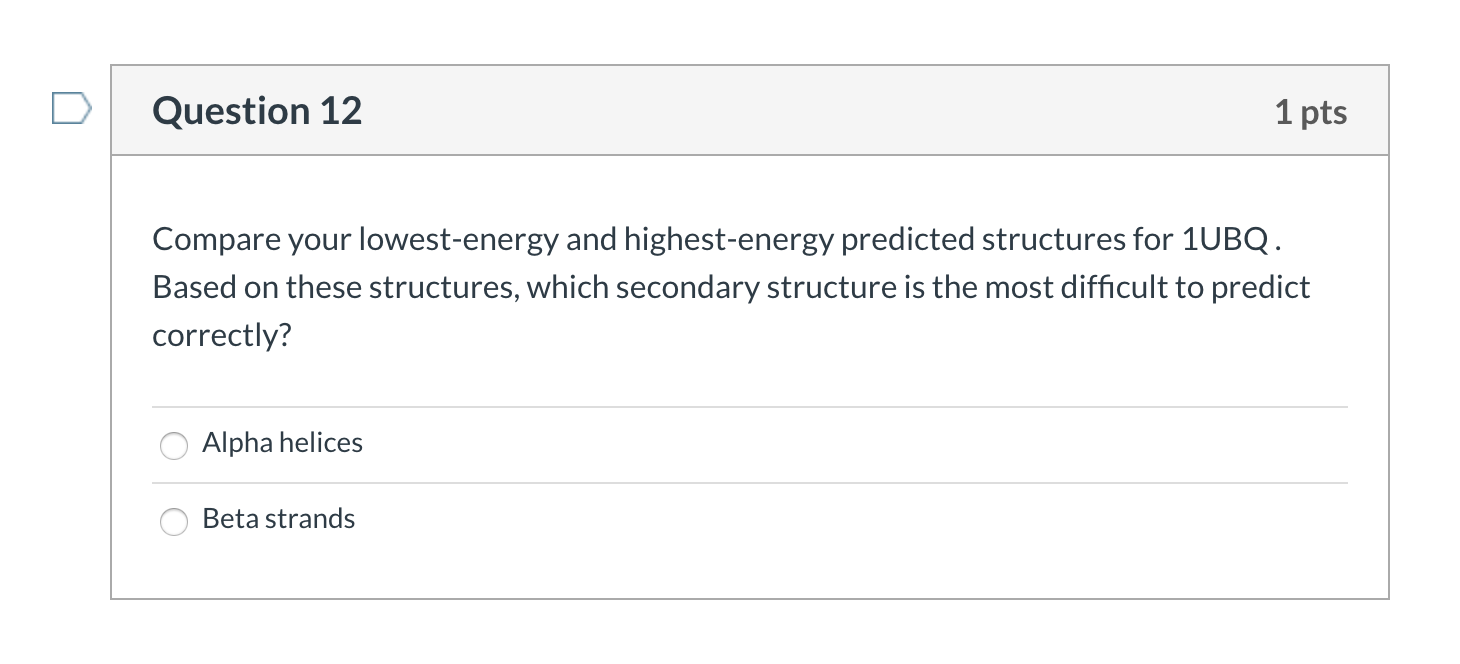 Question 12
1 pts
Compare your lowest-energy and highest-energy predicted structures for 1UBQ .
Based on these structures, which secondary structure is the most difficult to predict
correctly?
Alpha helices
Beta strands